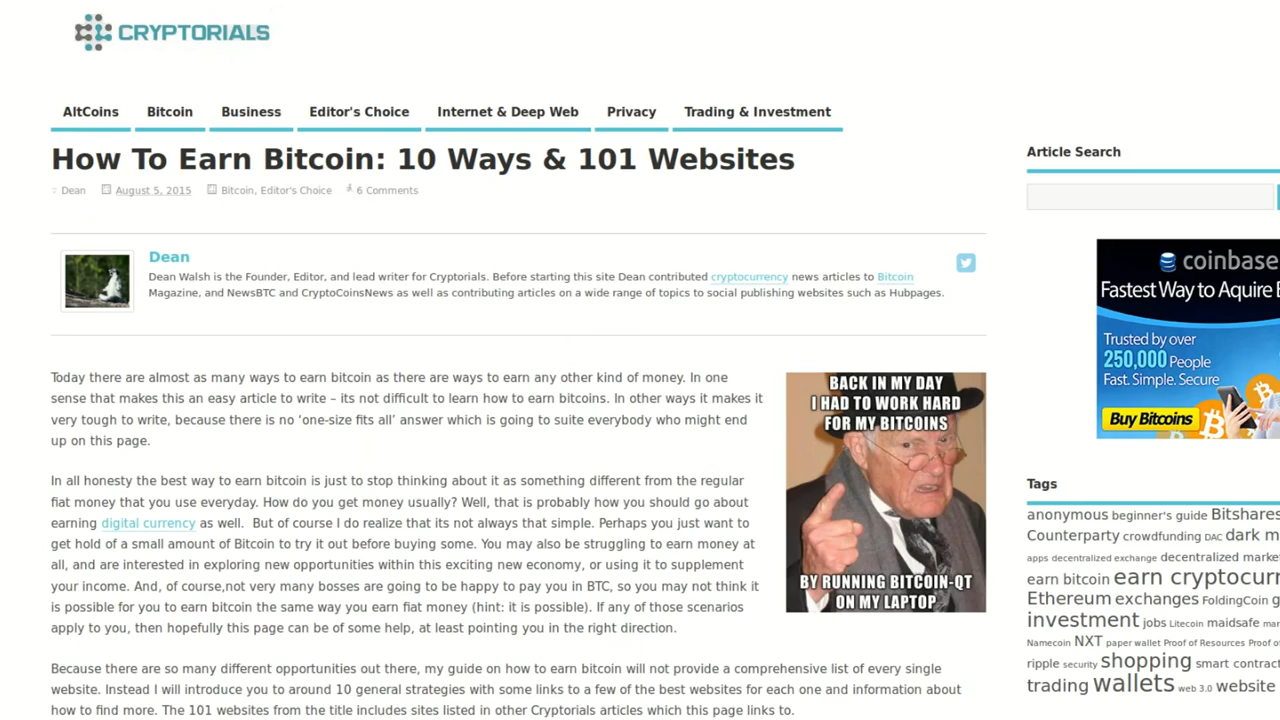 CRYPTORIALS
AltCoins Bitcoin Business Editor's Choice Internet & Deep Web Privacy Trading & Investment
How To Earn Bitcoin: 10 Ways & 101 Websites
Dean August 5, 2015 Bitcoin, Editor's Choice 6 Comments
Dean
Dean Walsh is the Founder, Editor, and lead writer for Cryptorials. Before starting this site Dean contributed cryptocurrency news articles to Bitcoin
Magazine, and NewsBTC and CryptoCoinsNews as well as contributing articles on a wide range of topics to social publishing websites such as Hubpages.
Today there are almost as many ways to earn bitcoin as there are ways to earn any other kind of money. In one
sense that makes this an easy article to write – its not difficult to learn how to earn bitcoins. In other ways it makes it
very tough to write, because there is no ‘one-size fits all’ answer which is going to suite everybody who might end
up on this page.
In all honesty the best way to earn bitcoin is just to stop thinking about it as something different from the regular
fiat money that you use everyday. How do you get money usually? Well, that is probably how you should go about
earning digital currency as well. But of course I do realize that its not always that simple. Perhaps you just want to
get hold of a small amount of Bitcoin to try it out before buying some. You may also be struggling to earn money at
all, and are interested in exploring new opportunities within this exciting new economy, or using it to supplement
your income. And, of course,not very many bosses are going to be happy to pay you in BTC, so you may not think it
is possible for you to earn bitcoin the same way you earn fiat money (hint: it is possible). If any of those scenarios
apply to you, then hopefully this page can be of some help, at least pointing you in the right direction.
BACK IN MY DAY
I HAD TO WORK HARD
FOR MY BITCOINS
BY RUNNING BITCOIN-QT
ON MY LAPTOP
Because there are so many different opportunities out there, my guide on how to earn bitcoin will not provide a comprehensive list of every single
website. Instead I will introduce you to around 10 general strategies with some links to a few of the best websites for each one and information about
how to find more. The 101 websites from the title includes sites listed in other Cryptorials articles which this page links to.
Article Search
coinbase
Fastest Way to Aquire
Trusted by over
250,000 People
Fast. Simple. Secure
Buy Bitcoins
Tags
anonymous beginner's guide Bitshares
Counterparty crowdfunding DAC dark
apps decentralized exchange decentralized
earn bitcoin earn
Ethereum exchanges FoldingCoin
investment jobs Litecoin maidsafe
Namecoin NXT paper wallet Proof of Resources Proof of
ripple security shopping smart
trading wallets web 3.0 website